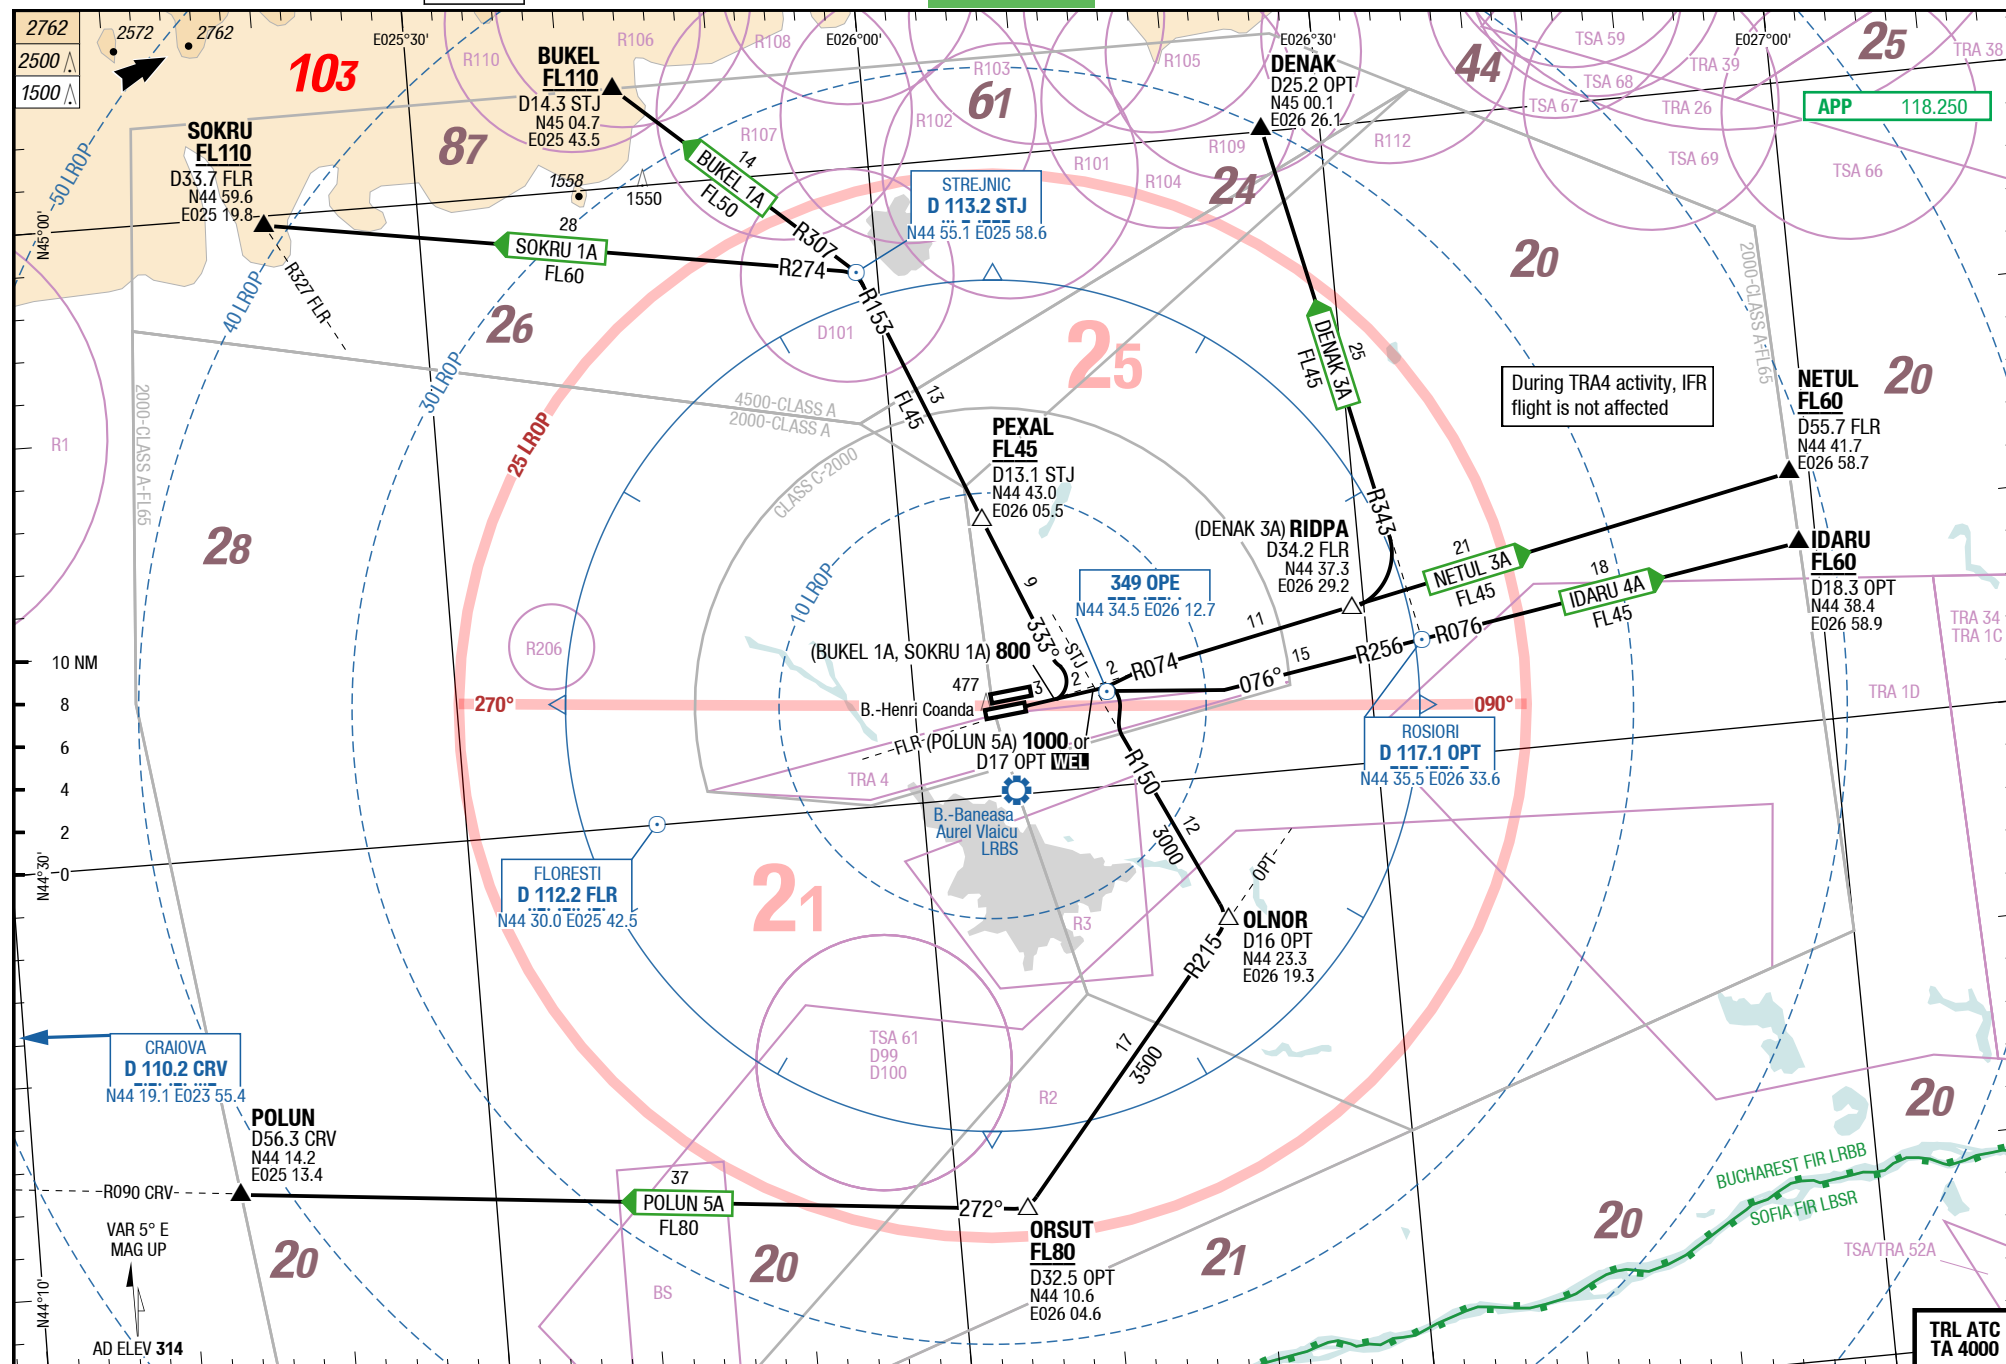 2762
2500
1500
2572
2762
103
E025°30'
R110
BUKEL
FL110
D14.3 STJ
N45 04.7
E025 43.5
R106
R108
E026°00'
R103
61
R102
R105
E026°30'
DENAK
D25.2 OPT
N45 00.1
E026 26.1
44
TSA 59
TRA 39
TSA 68
TSA 67
TRA 26
E027°00'
25
TRA 38
APP 118.250
50 LROP
SOKRU
FL110
D33.7 FLR
N44 59.6
E025 19.8
87
R107
14
BUKEL 1A
FL50
R101
R104
R109
R112
24
TSA 69
TSA 66
1558
1550
STREJNIC
D 113.2 STJ
N44 55.1 E025 58.6
N45°00'
28
SOKRU 1A
FL60
R307
R274
R327 FLR
40 LROP
20
2000-CLASS A-FL65
26
D101
R153
25
DENAK 3A
FL45
25
30 LROP
During TRA4 activity, IFR
flight is not affected
NETUL
FL60
D55.7 FLR
N44 41.7
E026 58.7
20
2000-CLASS A-FL65
4500-CLASS A
2000-CLASS A
13
FL45
R1
25 LROP
PEXAL
FL45
D13.1 STJ
N44 43.0
E026 05.5
CLASS C-2000
R343
28
(DENAK 3A) RIDPA
D34.2 FLR
N44 37.3
E026 29.2
21
NETUL 3A
FL45
IDARU
FL60
D18.3 OPT
N44 38.4
E026 58.9
18
IDARU 4A
FL45
10 LROP
9
349 OPE
N44 34.5 E026 12.7
11
TRA 34
TRA 1C
R206
333°
STJ
(BUKEL 1A, SOKRU 1A) 800
2
R074
15
R256
R076
10 NM
8
6
4
2
0
477
3
2
076°
B.-Henri Coanda
270°
090°
TRA 1D
FLR
(POLUN 5A) 1000 or
D17 OPT WEL
R150
ROSIORI
D 117.1 OPT
N44 35.5 E026 33.6
TRA 4
B.-Baneasa
Aurel Vlaicu
LRBS
12
3000
N44°30'
FLORESTI
D 112.2 FLR
N44 30.0 E025 42.5
21
OPT
R3
OLNOR
D16 OPT
N44 23.3
E026 19.3
R215
CRAIOVA
D 110.2 CRV
N44 19.1 E023 55.4
TSA 61
D99
D100
17
3500
R2
20
POLUN
D56.3 CRV
N44 14.2
E025 13.4
R090 CRV
37
POLUN 5A
FL80
272°
ORSUT
FL80
D32.5 OPT
N44 10.6
E026 04.6
BUCHAREST FIR LRBB
SOFIA FIR LBSR
20
VAR 5° E
MAG UP
20
20
21
TSA/TRA 52A
BS
N44°10'
AD ELEV 314
TRL ATC
TA 4000